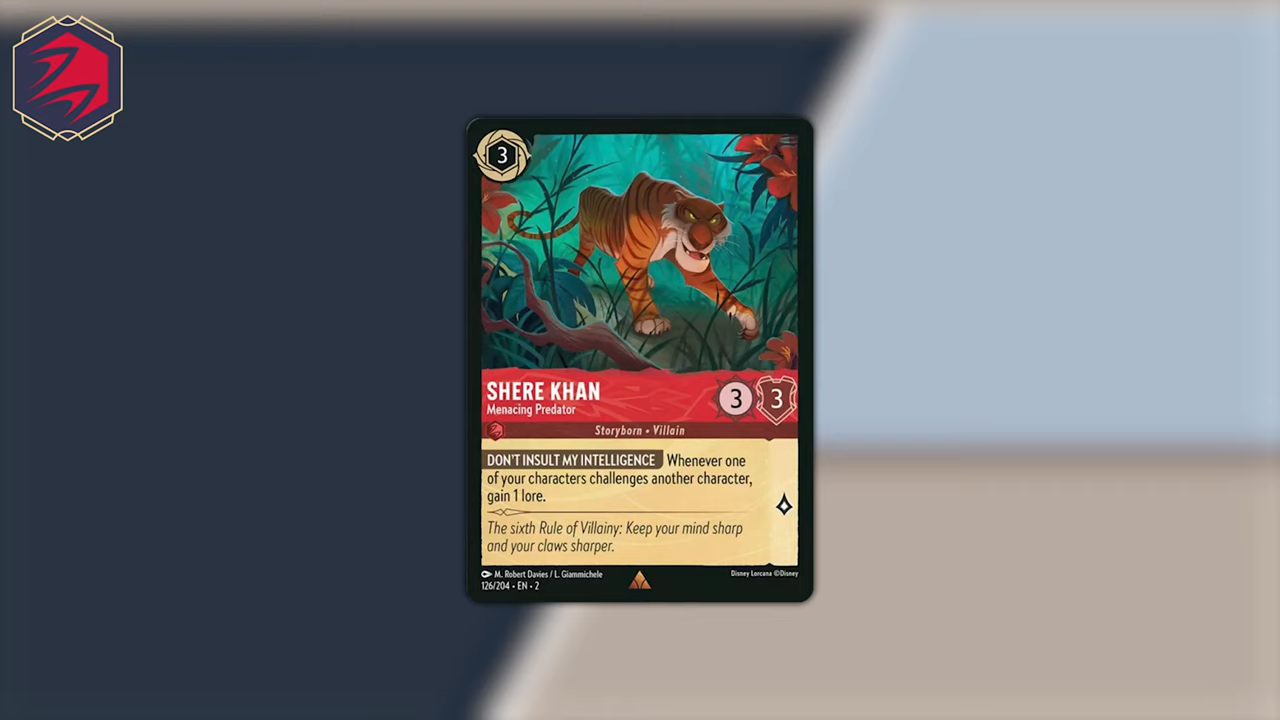 3
SHERE KHAN
Menacing Predator
3
3
Storyborn • Villain
DON'T INSULT MY INTELLIGENCE Whenever one
of your characters challenges another character,
gain 1 lore.
The sixth Rule of Villainy: Keep your mind sharp
and your claws sharper.
M. Robert Davies / L. Giammichele
126/204 • EN • 2
Disney Lorcana ©Disney